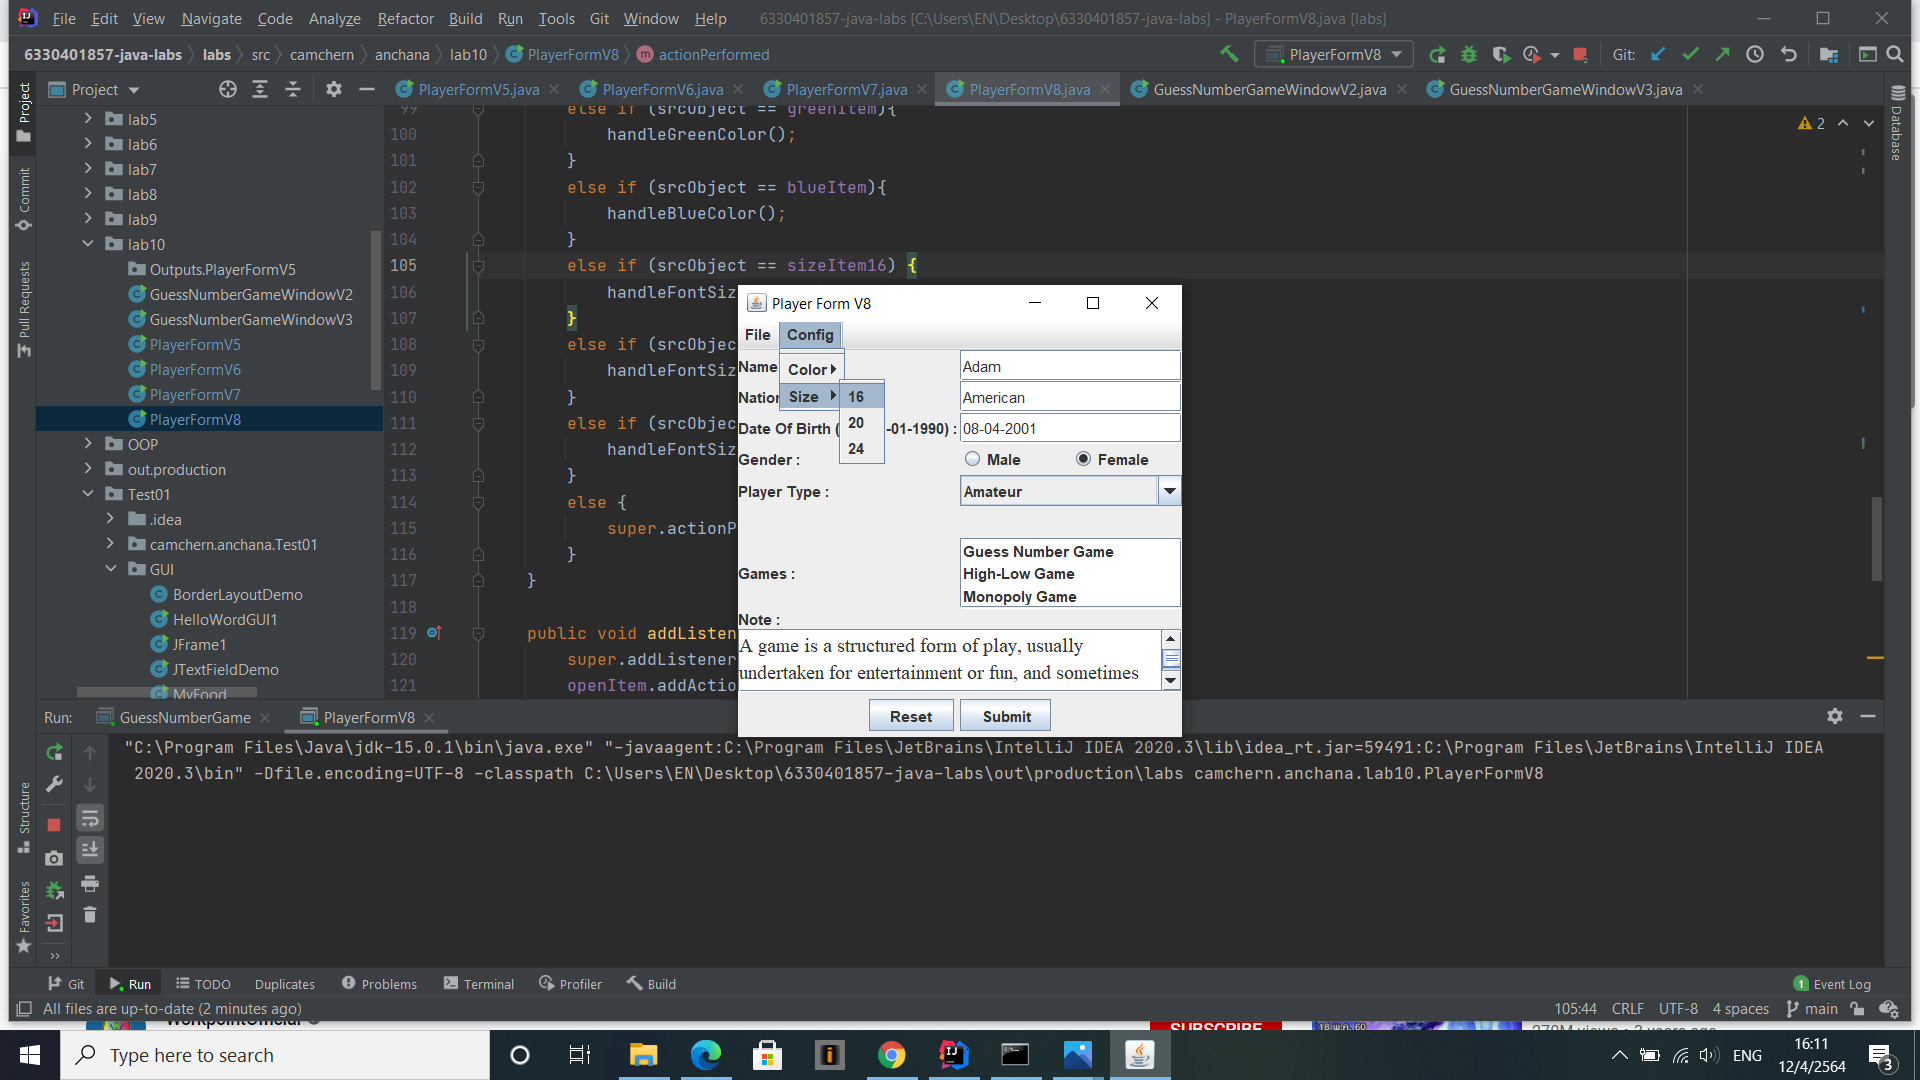 File Edit View Navigate Code Analyze Refactor Build Run Tools Git Window Help 6330401857-java-labs [C:\Users\EN\Desktop\6330401857-java-labs] - PlayerFormV8.java [labs]
6330401857-java-labs labs src camchern anchana lab10 PlayerFormV8 actionPerformed PlayerFormV8 Git:
Project PlayerFormV5.java PlayerFormV6.java PlayerFormV7.java PlayerFormV8.java GuessNumberGameWindowV2.java GuessNumberGameWindowV3.java
Project
Commit
Pull Requests
Structure
Favorites
Database
lab5
lab6
lab7
lab8
lab9
lab10
Outputs.PlayerFormV5
GuessNumberGameWindowV2
GuessNumberGameWindowV3
PlayerFormV5
PlayerFormV6
PlayerFormV7
PlayerFormV8
OOP
out.production
Test01
.idea
camchern.anchana.Test01
GUI
BorderLayoutDemo
HelloWordGUI1
JFrame1
JTextFieldDemo
MyFood
2
99 else if (srcObject == greenItem){
100 handleGreenColor();
101 }
102 else if (srcObject == blueItem){
103 handleBlueColor();
104 }
105 else if (srcObject == sizeItem16) {
106 handleFontSiz
107 }
108 else if (srcObjec
109 handleFontSiz
110 }
111 else if (srcObjec
112 handleFontSiz
113 }
114 else {
115 super.actionP
116 }
117 }
118
119 public void addListen
120 super.addListener
121 openItem.addActio
Player Form V8
File Config
Color
Size
16
20
24
Name Adam
Nation American
Date Of Birth ( -01-1990) : 08-04-2001
Gender : Male Female
Player Type : Amateur
Games :
Guess Number Game
High-Low Game
Monopoly Game
Note :
A game is a structured form of play, usually
undertaken for entertainment or fun, and sometimes
Reset Submit
Run: GuessNumberGame PlayerFormV8
"C:\Program Files\Java\jdk-15.0.1\bin\java.exe" "-javaagent:C:\Program Files\JetBrains\IntelliJ IDEA 2020.3\lib\idea_rt.jar=59491:C:\Program Files\JetBrains\IntelliJ IDEA
2020.3\bin" -Dfile.encoding=UTF-8 -classpath C:\Users\EN\Desktop\6330401857-java-labs\out\production\labs camchern.anchana.lab10.PlayerFormV8
Git Run TODO Duplicates Problems Terminal Profiler Build 1 Event Log
All files are up-to-date (2 minutes ago) 105:44 CRLF UTF-8 4 spaces main
WorkpointOfficial SUBSCRIBE 18 พ.ค. 60
Type here to search ENG 16:11
12/4/2564 3